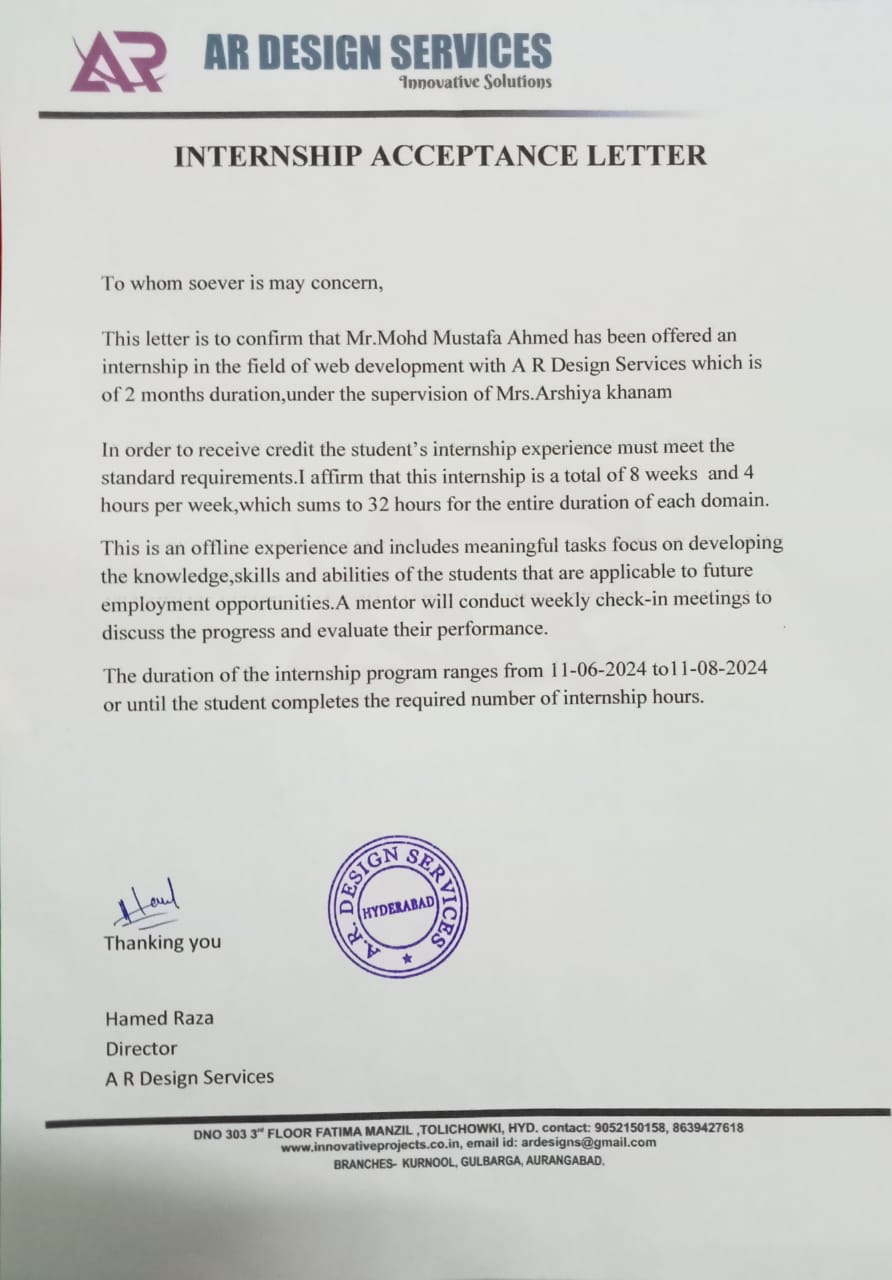 AR
AR DESIGN SERVICES
Innovative Solutions
INTERNSHIP ACCEPTANCE LETTER
To whom soever is may concern,
This letter is to confirm that Mr.Mohd Mustafa Ahmed has been offered an
internship in the field of web development with A R Design Services which is
of 2 months duration,under the supervision of Mrs.Arshiya khanam
In order to receive credit the student’s internship experience must meet the
standard requirements.I affirm that this internship is a total of 8 weeks and 4
hours per week,which sums to 32 hours for the entire duration of each domain.
This is an offline experience and includes meaningful tasks focus on developing
the knowledge,skills and abilities of the students that are applicable to future
employment opportunities.A mentor will conduct weekly check-in meetings to
discuss the progress and evaluate their performance.
The duration of the internship program ranges from 11-06-2024 to11-08-2024
or until the student completes the required number of internship hours.
A.R. DESIGN SERVICES
HYDERABAD
Thanking you
Hamed Raza
Director
A R Design Services
DNO 303 3rd FLOOR FATIMA MANZIL ,TOLICHOWKI, HYD. contact: 9052150158, 8639427618
www.innovativeprojects.co.in, email id: ardesigns@gmail.com
BRANCHES- KURNOOL, GULBARGA, AURANGABAD.